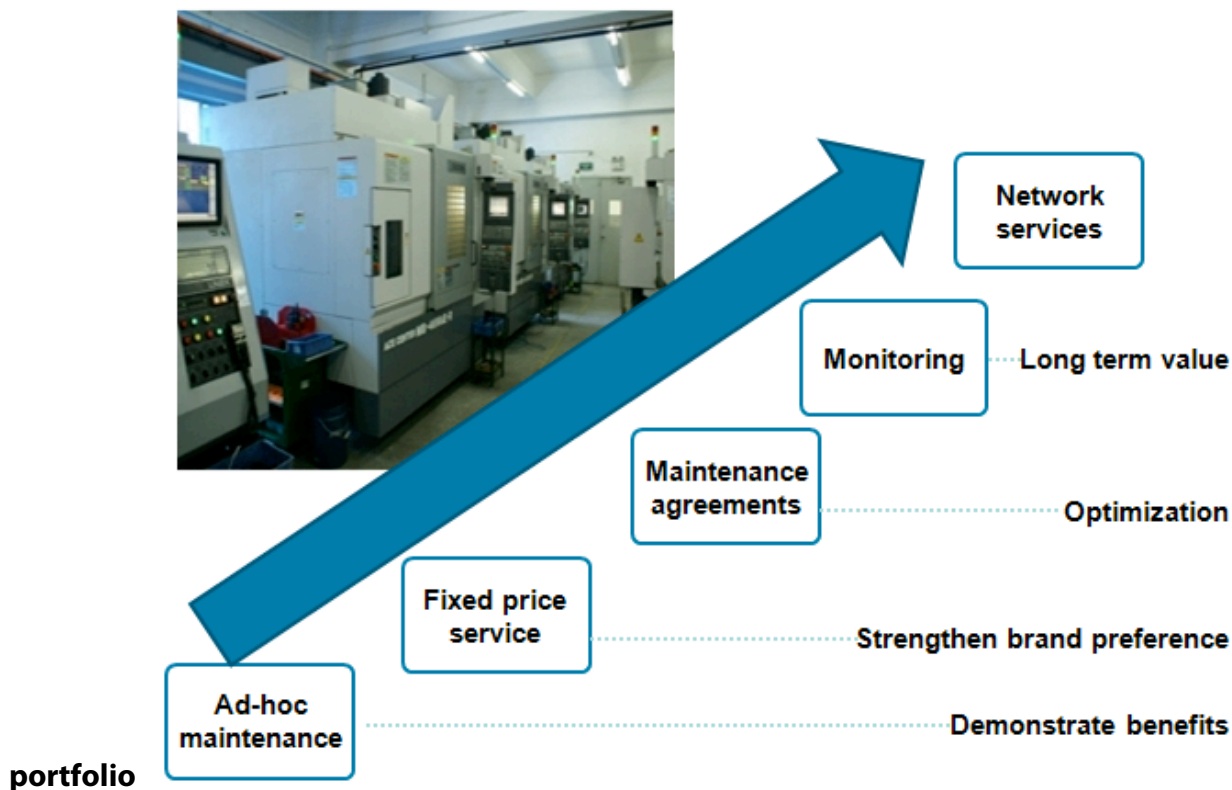 Network
services
Monitoring
Long term value
Maintenance
agreements
Optimization
Fixed price
service
Strengthen brand preference
Ad-hoc
maintenance
Demonstrate benefits
portfolio